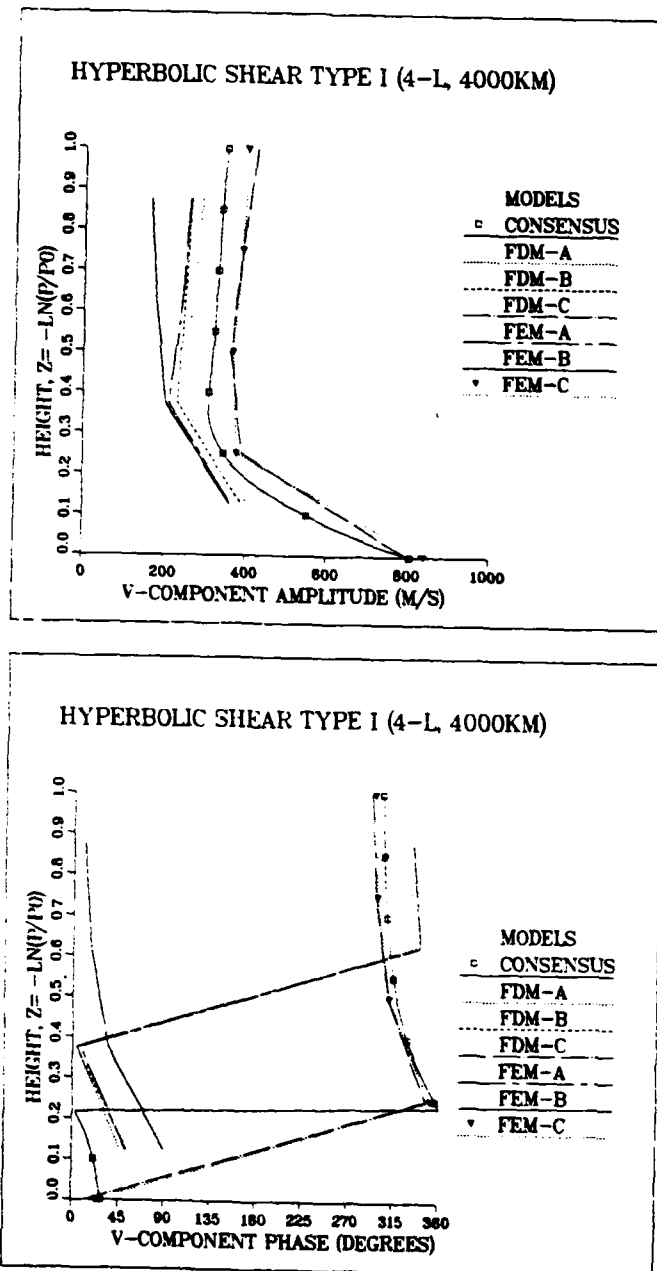 HYPERBOLIC SHEAR TYPE I (4-L, 4000KM)
HEIGHT, Z= -LN(P/P0)
1.0
0.9
0.8
0.7
0.6
0.5
0.4
0.3
0.2
0.1
0.0
0 200 400 600 800 1000
V-COMPONENT AMPLITUDE (M/S)
MODELS
CONSENSUS
FDM-A
FDM-B
FDM-C
FEM-A
FEM-B
FEM-C
HYPERBOLIC SHEAR TYPE I (4-L, 4000KM)
HEIGHT, Z= -LN(P/P0)
1.0
0.9
0.8
0.7
0.6
0.5
0.4
0.3
0.2
0.1
0.0
0 45 90 135 180 225 270 315 360
V-COMPONENT PHASE (DEGREES)
MODELS
CONSENSUS
FDM-A
FDM-B
FDM-C
FEM-A
FEM-B
FEM-C